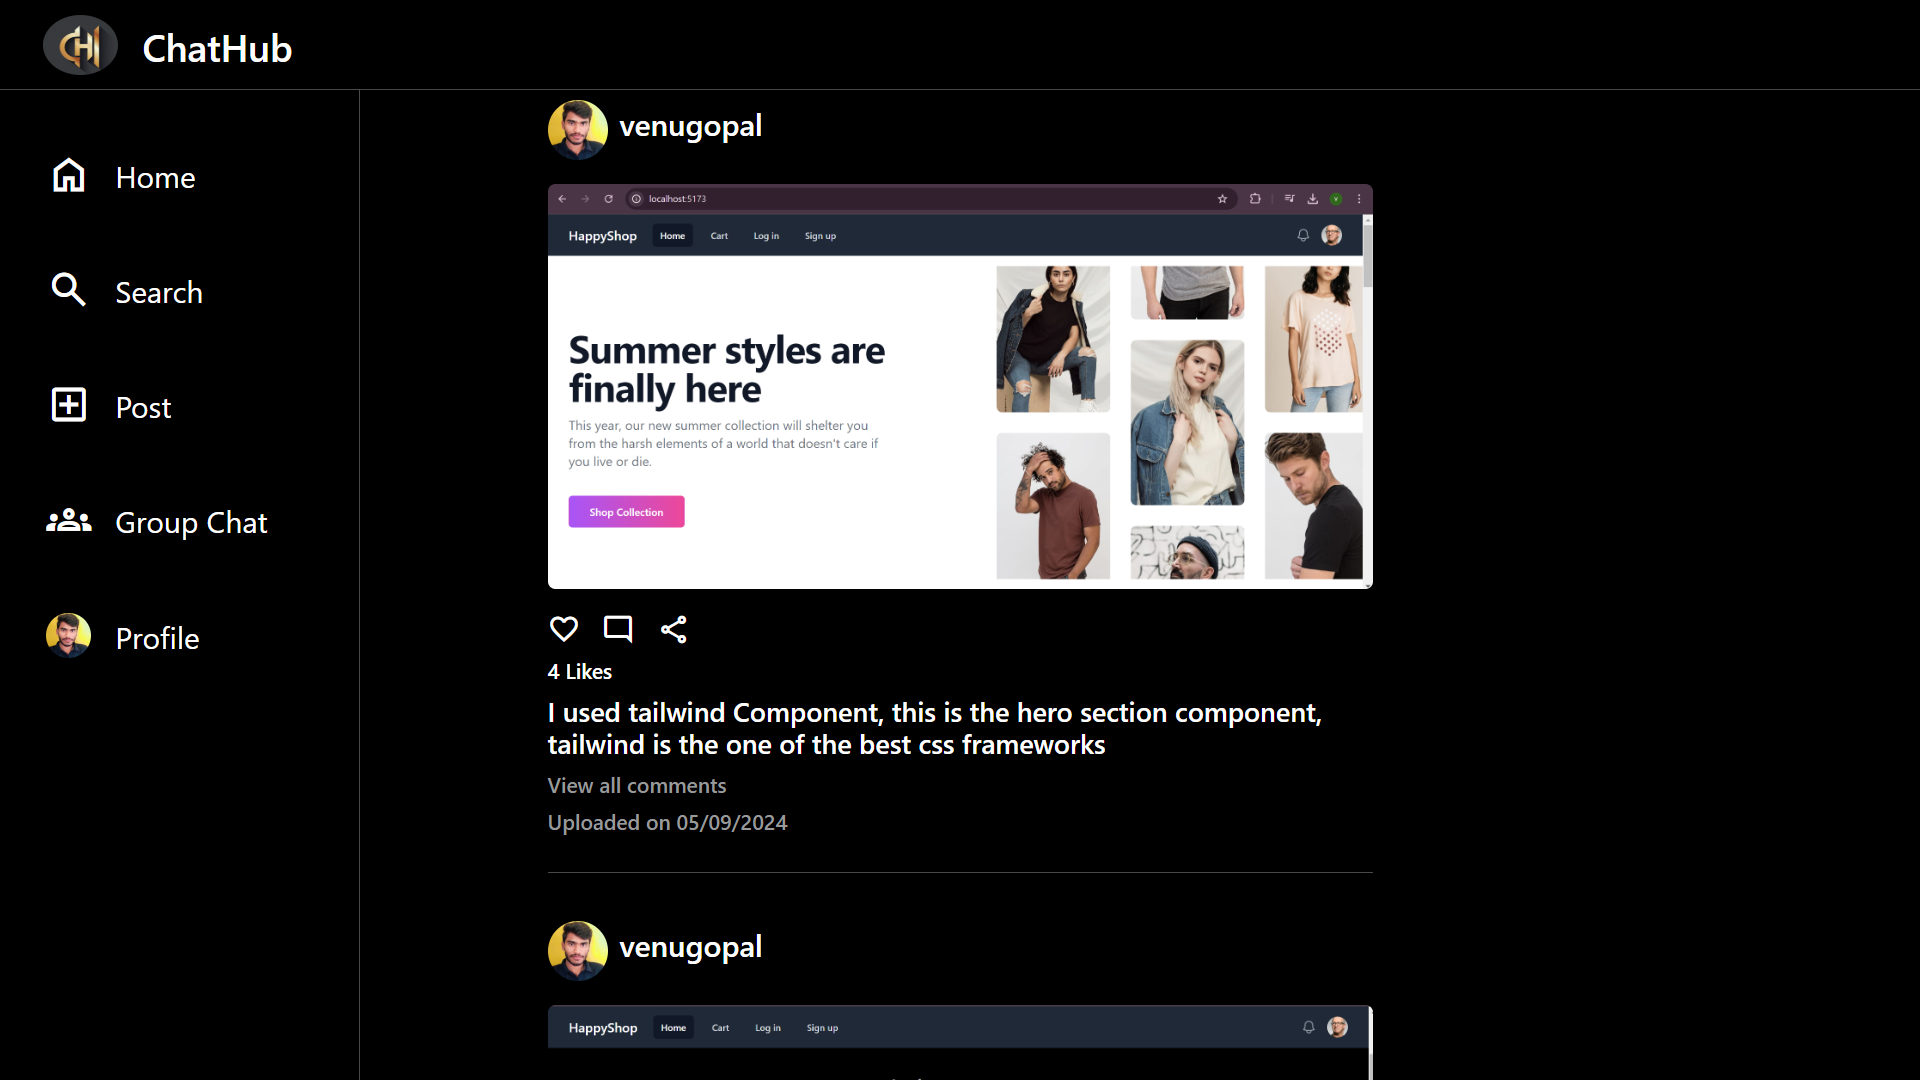 ChatHub
Home
Search
Post
Group Chat
Profile
venugopal
localhost:5173
HappyShop Home Cart Log in Sign up
Summer styles are
finally here
This year, our new summer collection will shelter you
from the harsh elements of a world that doesn't care if
you live or die.
Shop Collection
4 Likes
I used tailwind Component, this is the hero section component,
tailwind is the one of the best css frameworks
View all comments
Uploaded on 05/09/2024
venugopal
HappyShop Home Cart Log in Sign up